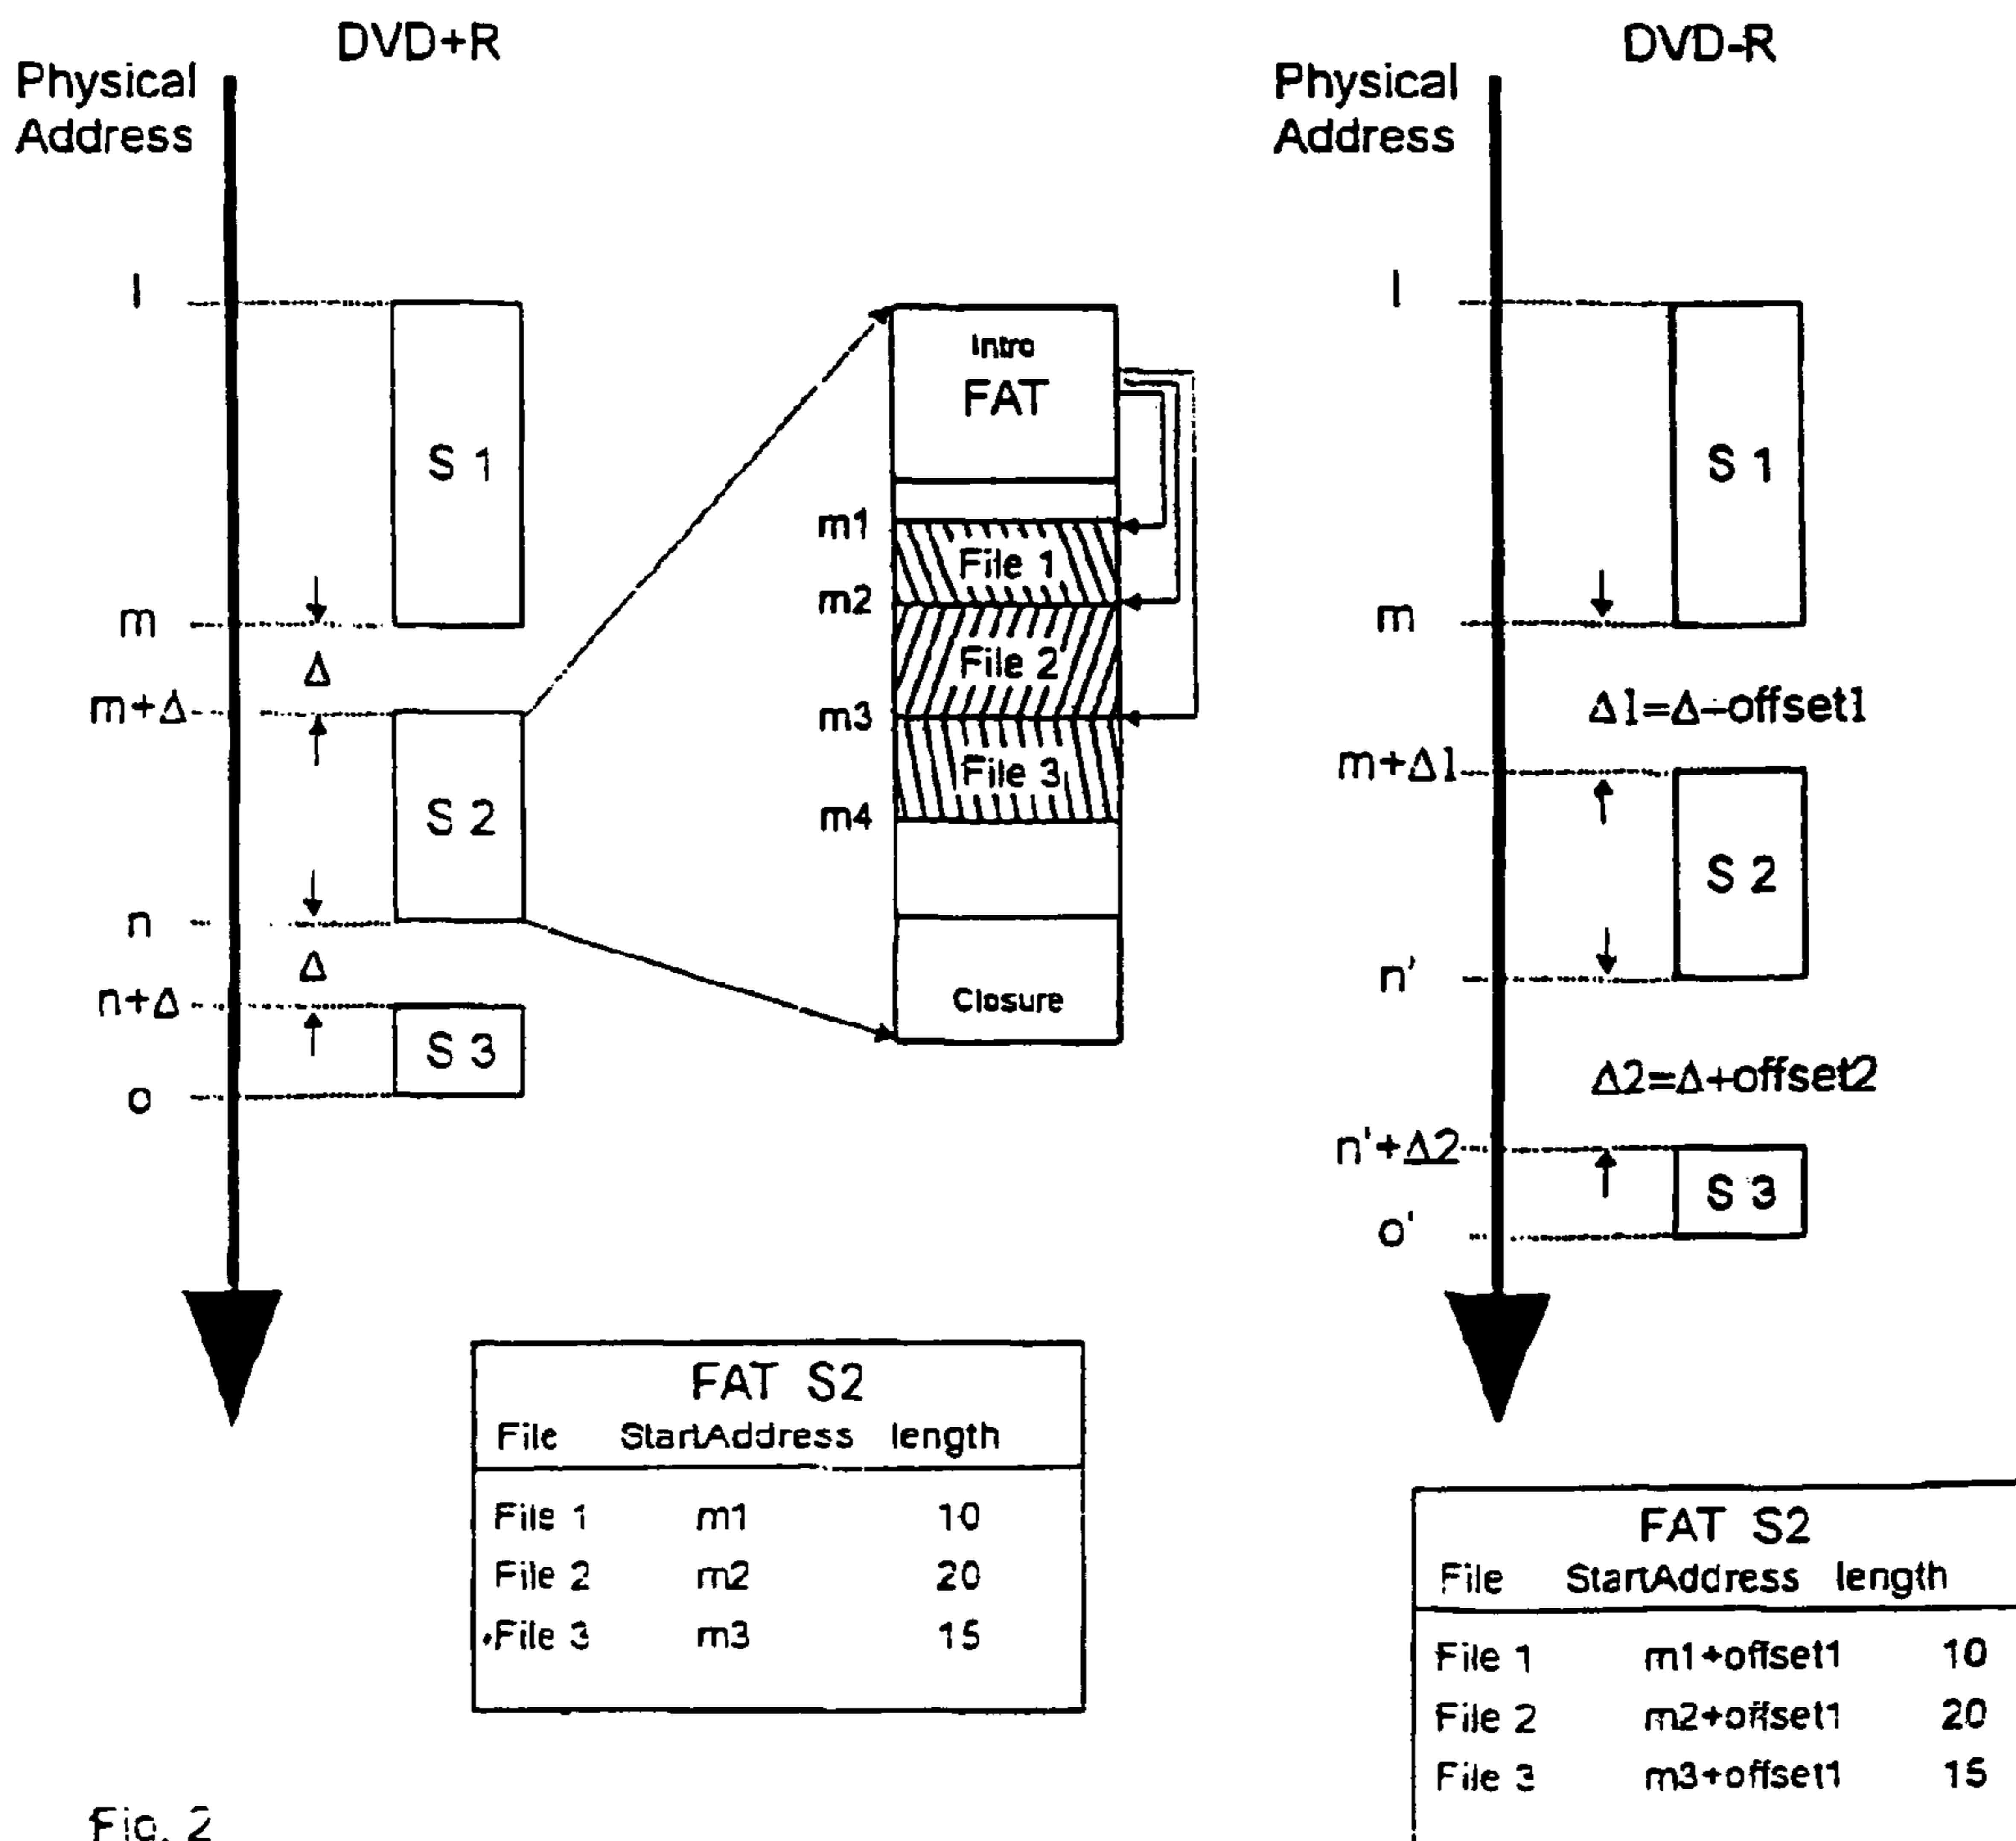 DVD+R
Physical
Address
l
S 1
m
Δ
m+Δ
S 2
n
Δ
n+Δ
S 3
o
Intro
FAT
m1
File 1
m2
File 2
m3
File 3
m4
Closure
FAT S2
File StartAddress length
File 1 m1 10
File 2 m2 20
File 3 m3 15
DVD-R
Physical
Address
l
S 1
m
Δ1=Δ+offset1
m+Δ1
S 2
n'
Δ2=Δ+offset2
n'+Δ2
S 3
o'
FAT S2
File StartAddress length
File 1 m1+offset1 10
File 2 m2+offset1 20
File 3 m3+offset1 15
Fig. 2